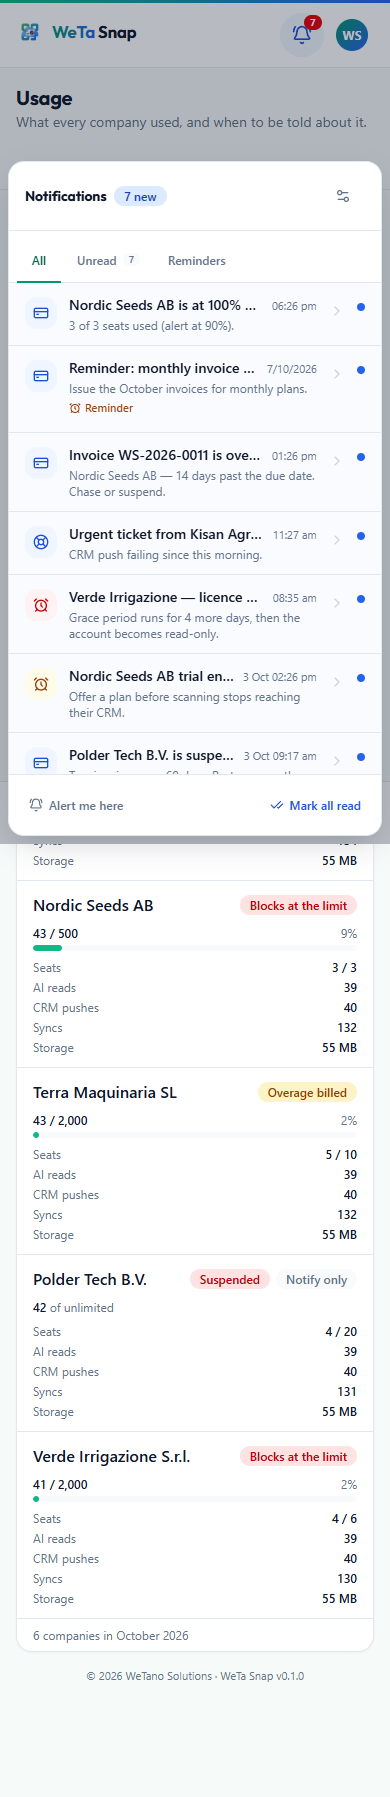 WeTa Snap
7
WS
Usage
What every company used, and when to be told about it.
Notifications 7 new
All Unread 7 Reminders
Nordic Seeds AB is at 100% ... 06:26 pm
3 of 3 seats used (alert at 90%).
Reminder: monthly invoice ... 7/10/2026
Issue the October invoices for monthly plans.
Reminder
Invoice WS-2026-0011 is ove... 01:26 pm
Nordic Seeds AB — 14 days past the due date.
Chase or suspend.
Urgent ticket from Kisan Agr... 11:27 am
CRM push failing since this morning.
Verde Irrigazione — licence ... 08:35 am
Grace period runs for 4 more days, then the
account becomes read-only.
Nordic Seeds AB trial en... 3 Oct 02:26 pm
Offer a plan before scanning stops reaching
their CRM.
Polder Tech B.V. is suspe... 3 Oct 09:17 am
Alert me here Mark all read
Storage 55 MB
Nordic Seeds AB Blocks at the limit
43 / 500 9%
Seats 3 / 3
AI reads 39
CRM pushes 40
Syncs 132
Storage 55 MB
Terra Maquinaria SL Overage billed
43 / 2,000 2%
Seats 5 / 10
AI reads 39
CRM pushes 40
Syncs 132
Storage 55 MB
Polder Tech B.V. Suspended Notify only
42 of unlimited
Seats 4 / 20
AI reads 39
CRM pushes 40
Syncs 131
Storage 55 MB
Verde Irrigazione S.r.l. Blocks at the limit
41 / 2,000 2%
Seats 4 / 6
AI reads 39
CRM pushes 40
Syncs 130
Storage 55 MB
6 companies in October 2026
© 2026 WeTano Solutions · WeTa Snap v0.1.0